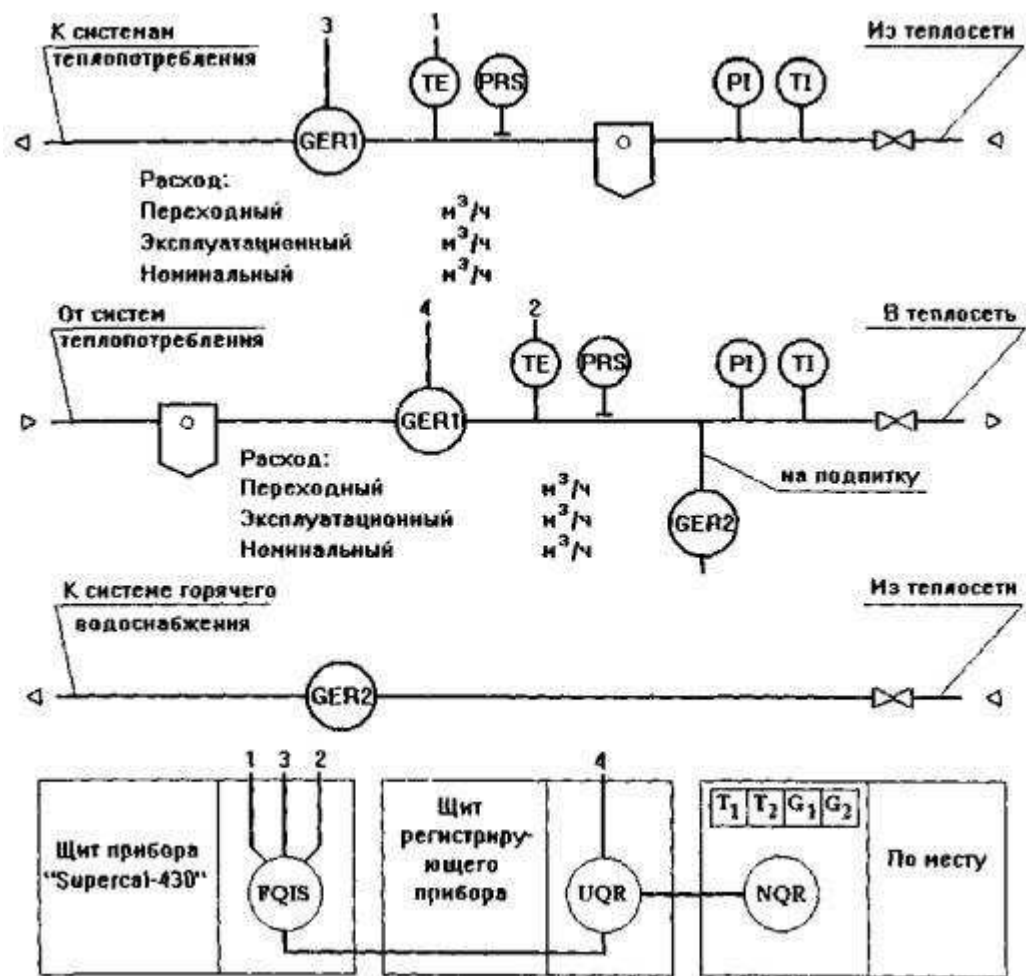 К системам
теплопотребления
3
1
Из теплосети
TE
PRS
PI
TI
GER1
Расход:
Переходный м³/ч
Эксплуатационный м³/ч
Номинальный м³/ч
От систем
теплопотребления
4
2
В теплосеть
TE
PRS
PI
TI
GER1
Расход:
Переходный м³/ч
Эксплуатационный м³/ч
Номинальный м³/ч
на подпитку
GER2
К системе горячего
водоснабжения
Из теплосети
GER2
1 3 2
4
Щит прибора
"Supercal-430"
FQIS
Щит
регистриру-
ющего
прибора
UQR
T₁ T₂ G₁ G₂
NQR
По месту